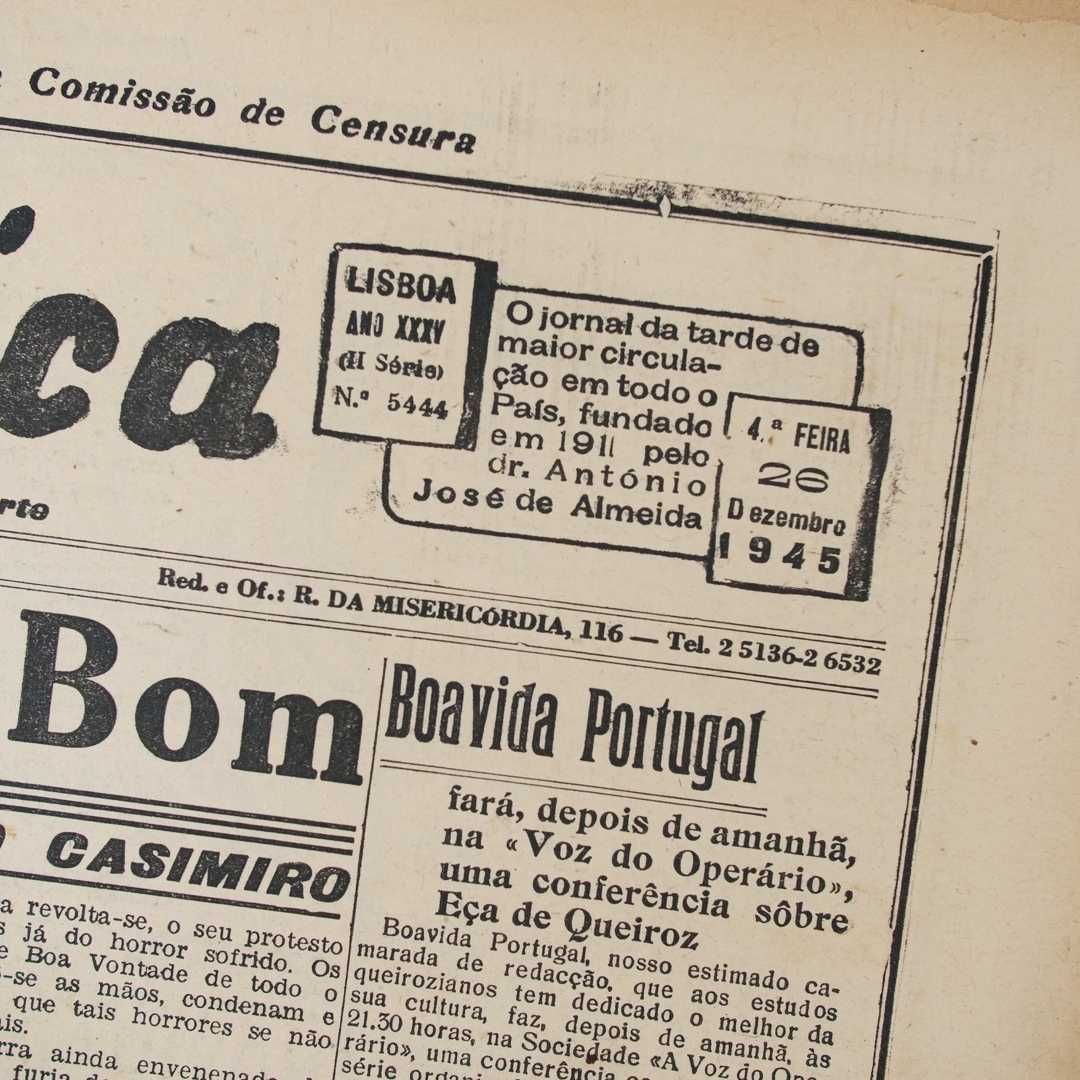 Comissão de Censura
ica
LISBOA
ANO XXXV
(II Série)
N.º 5444
O jornal da tarde de
maior circula-
ção em todo o
País, fundado
em 1911 pelo
dr. António
José de Almeida
4.ª FEIRA
26
Dezembro
1945
Red. e Of.: R. DA MISERICÓRDIA, 116 — Tel. 2 5136-2 6532
Bom
CASIMIRO
a revolta-se, o seu protesto
já do horror sofrido. Os
e Boa Vontade de todo o
-se as mãos, condenam e
que tais horrores se não
ais.
rra ainda envenenado
furia
Boavida Portugal
fará, depois de amanhã,
na «Voz do Operário»,
uma conferência sôbre
Eça de Queiroz
Boavida Portugal, nosso estimado ca-
marada de redacção, que aos estudos
queirozianos tem dedicado o melhor da
sua cultura, faz, depois de amanhã, às
21.30 horas, na Sociedade «A Voz do Ope-
rário», uma conferência
série